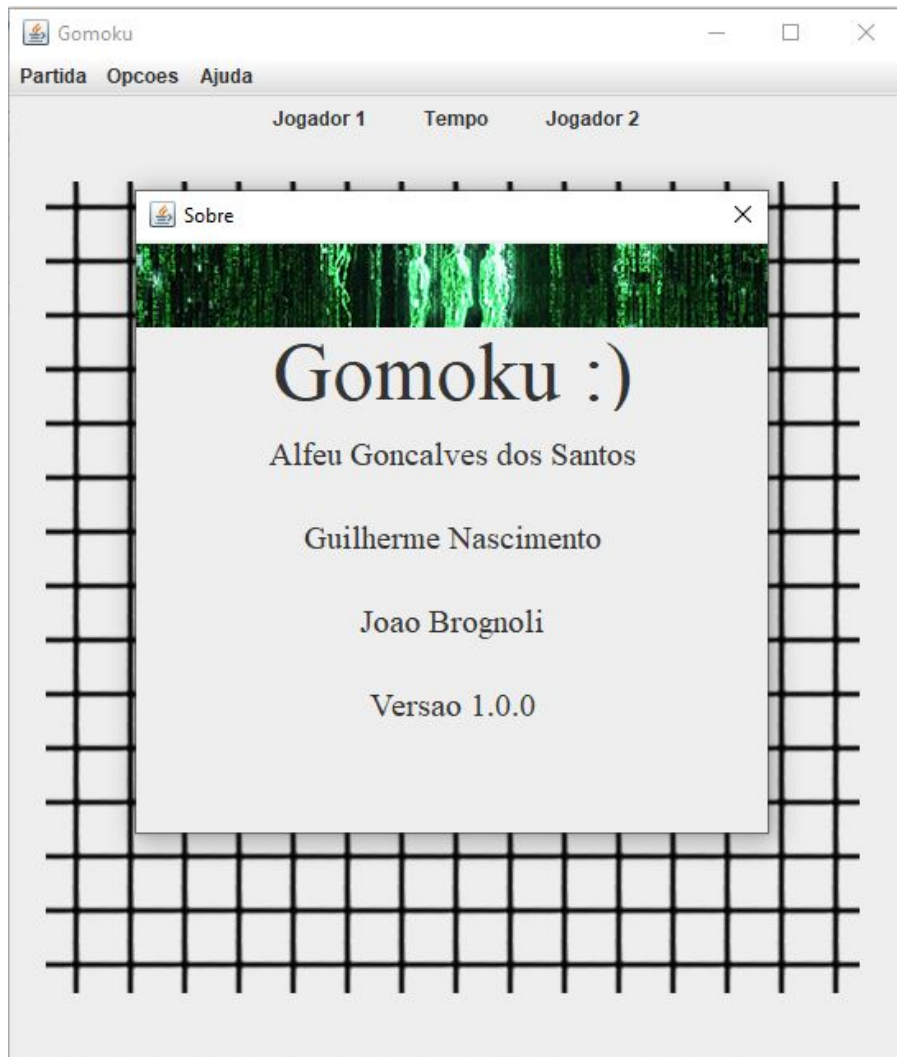 Gomoku
Partida Opcoes Ajuda
Jogador 1 Tempo Jogador 2
Sobre
Gomoku :)
Alfeu Goncalves dos Santos
Guilherme Nascimento
Joao Brognoli
Versao 1.0.0